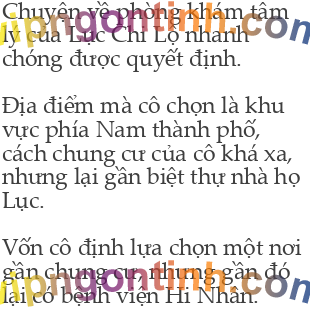 Chuyện về phòng khám tâm
lý của Lục Chi Lộ nhanh
chóng được quyết định.
Địa điểm mà cô chọn là khu
vực phía Nam thành phố,
cách chung cư của cô khá xa,
nhưng lại gần biệt thự nhà họ
Lục.
Vốn cô định lựa chọn một nơi
gần chung cư, nhưng gần đó
lại có bệnh viện Hi Nhân.
vipngontinh.com
vipngontinh.com